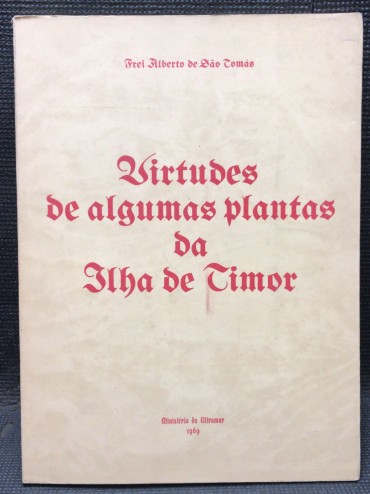 Frei Alberto de São Tomás
Virtudes
de algumas plantas
da
Ilha de Timor
Ministério do Ultramar
1969